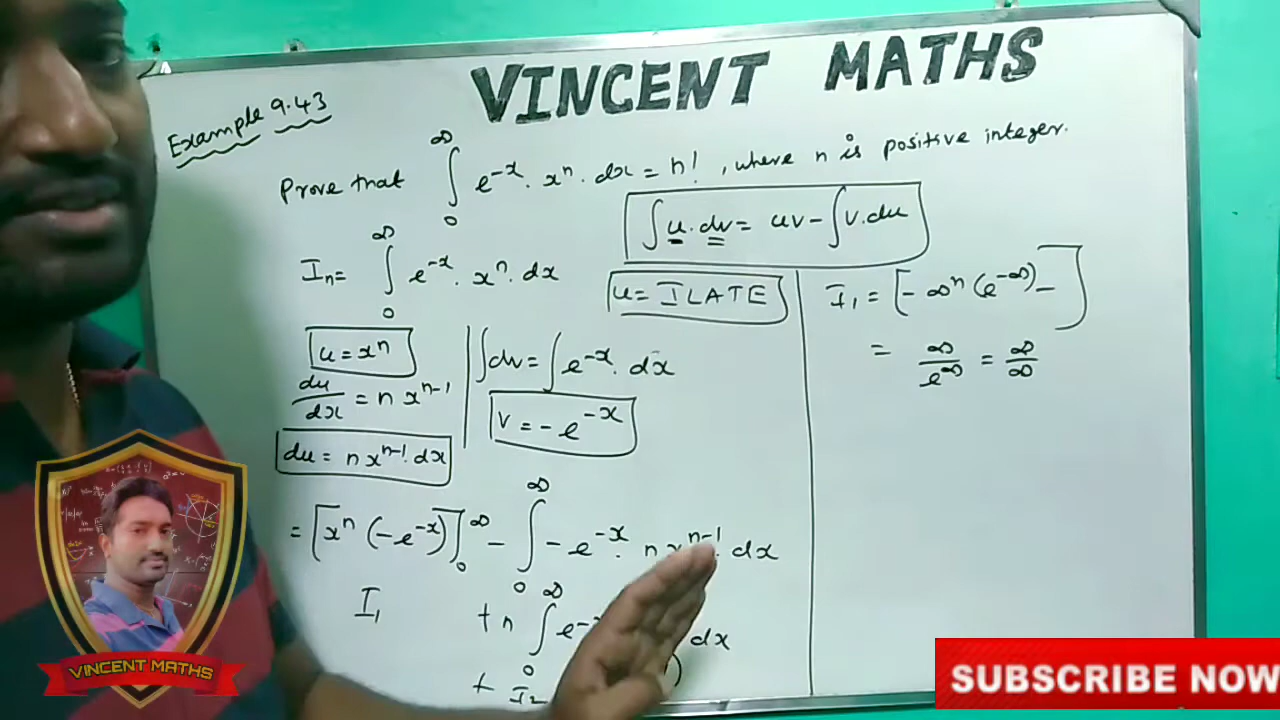 VINCENT MATHS
Example 9.43
Prove that ∫₀^∞ e^-x . x^n . dx = n! , where n is positive integer.
∫ u . dv = uv - ∫ v . du
I_n = ∫₀^∞ e^-x . x^n . dx
u = ILATE
u = x^n
du/dx = n x^n-1
du = n x^n-1 . dx
∫ dv = ∫ e^-x . dx
v = - e^-x
= [x^n (-e^-x)]₀^∞ - ∫₀^∞ - e^-x . n x^n-1 . dx
I₁ + n ∫₀^∞ e^- dx
+ I₂
I₁ = [- ∞^n (e^-∞) - ]
= ∞/e^∞ = ∞/∞
VINCENT MATHS
SUBSCRIBE NOW